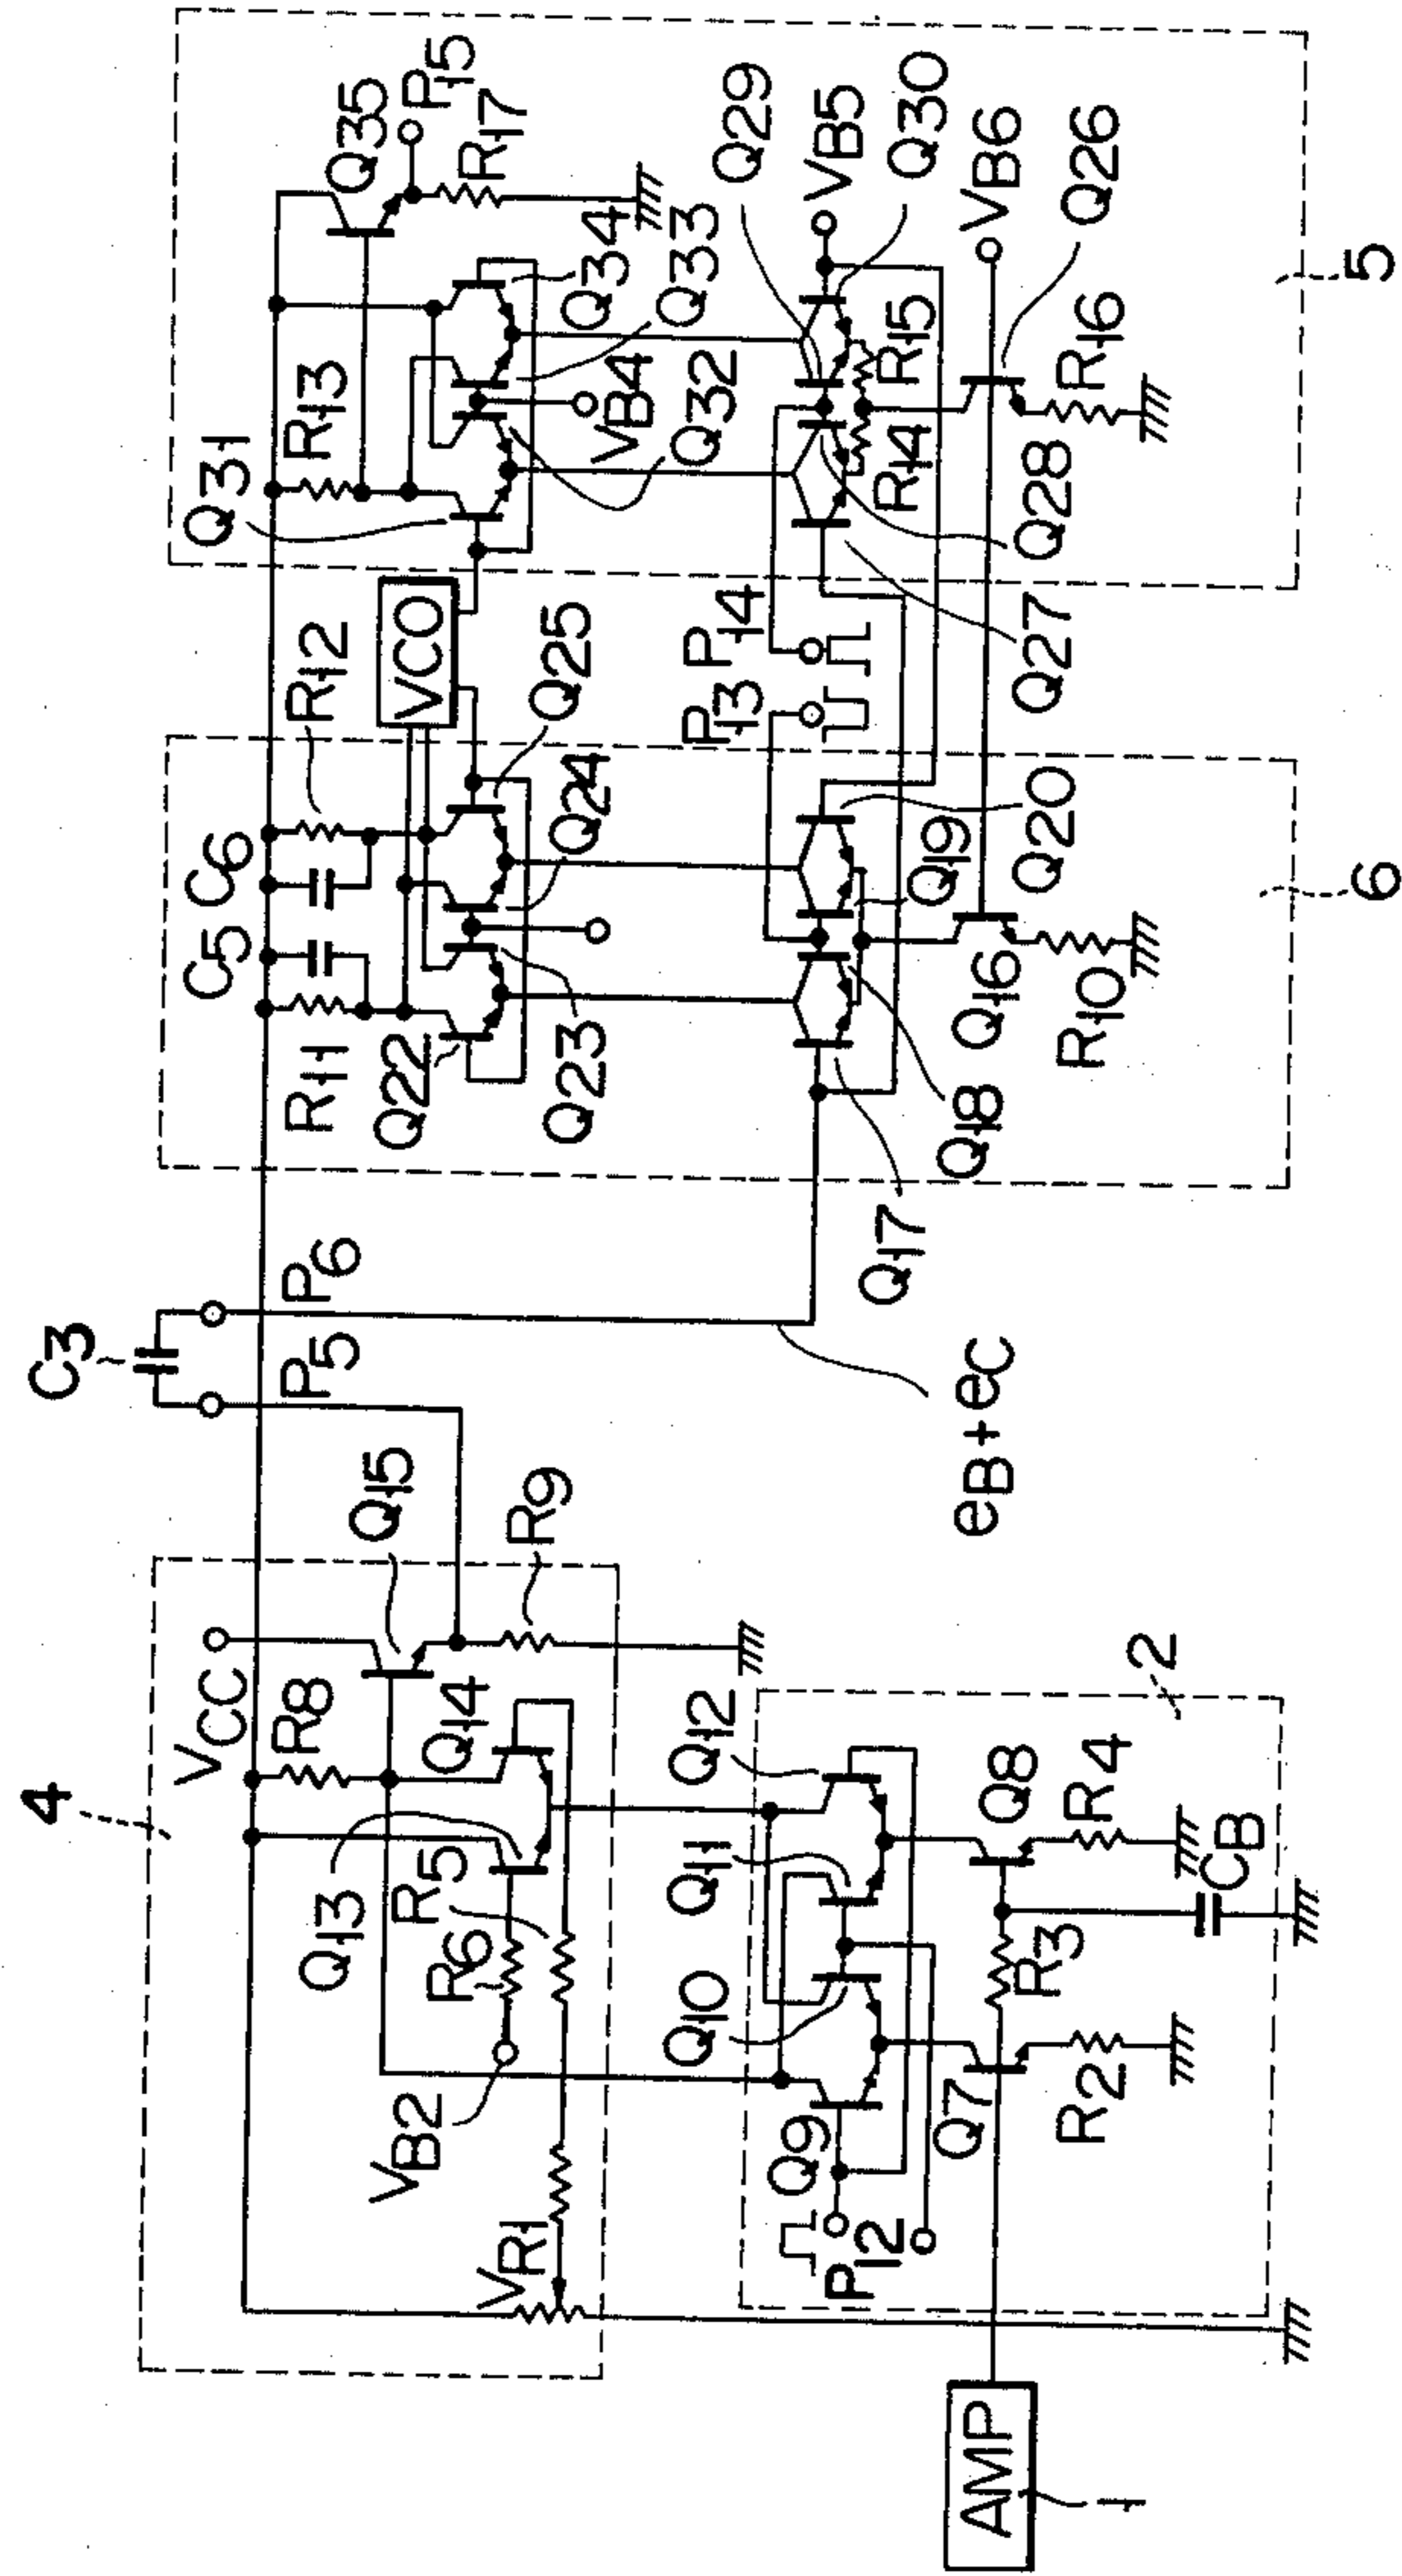 4
VCC
R8
Q15
Q14
Q13
R5
R6
VB2
VR1
R9
C3
P5
P6
eB+eC
2
Q12
Q11
Q10
Q9
P12
Q8
R4
CB
R3
Q7
R2
AMP
1
C5
C6
R11
R12
VCO
Q22
Q23
Q24
Q25
P13
P14
Q17
Q18
Q19
Q20
Q16
R10
6
Q31
R13
Q35
P15
R17
Q34
Q33
VB4
Q32
Q29
VB5
Q30
R15
R14
VB6
Q26
R16
Q28
Q27
5